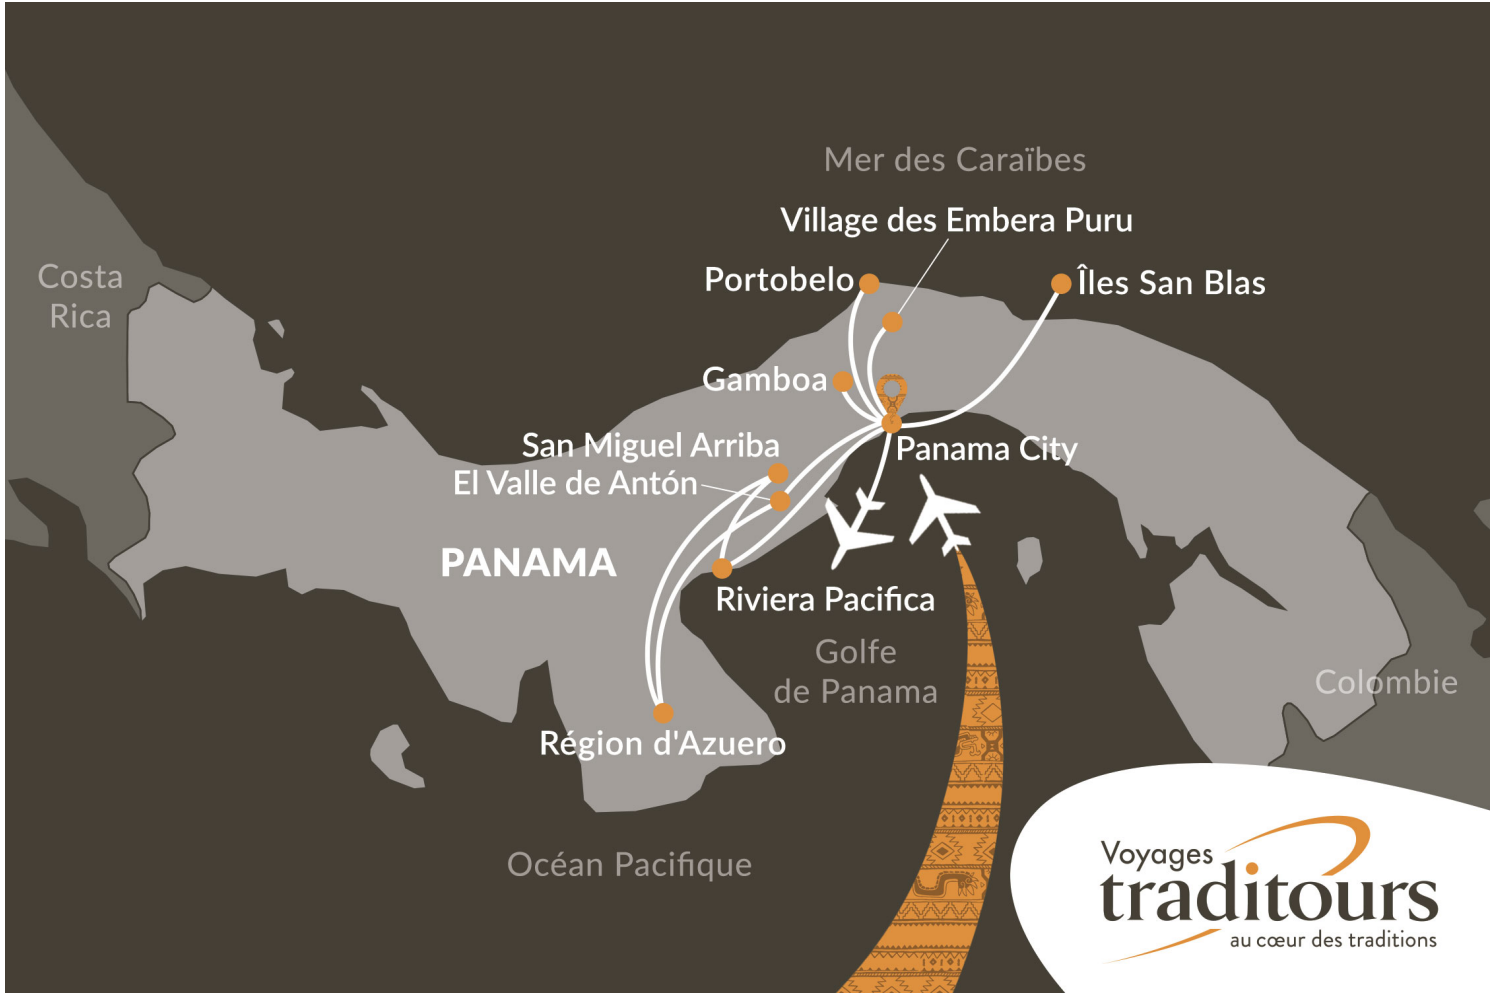 Mer des Caraïbes
Village des Embera Puru
Costa
Rica
Portobelo
Îles San Blas
Gamboa
San Miguel Arriba
Panama City
El Valle de Antón
PANAMA
Riviera Pacifica
Golfe
de Panama
Colombie
Région d'Azuero
Océan Pacifique
Voyages
traditours
au cœur des traditions